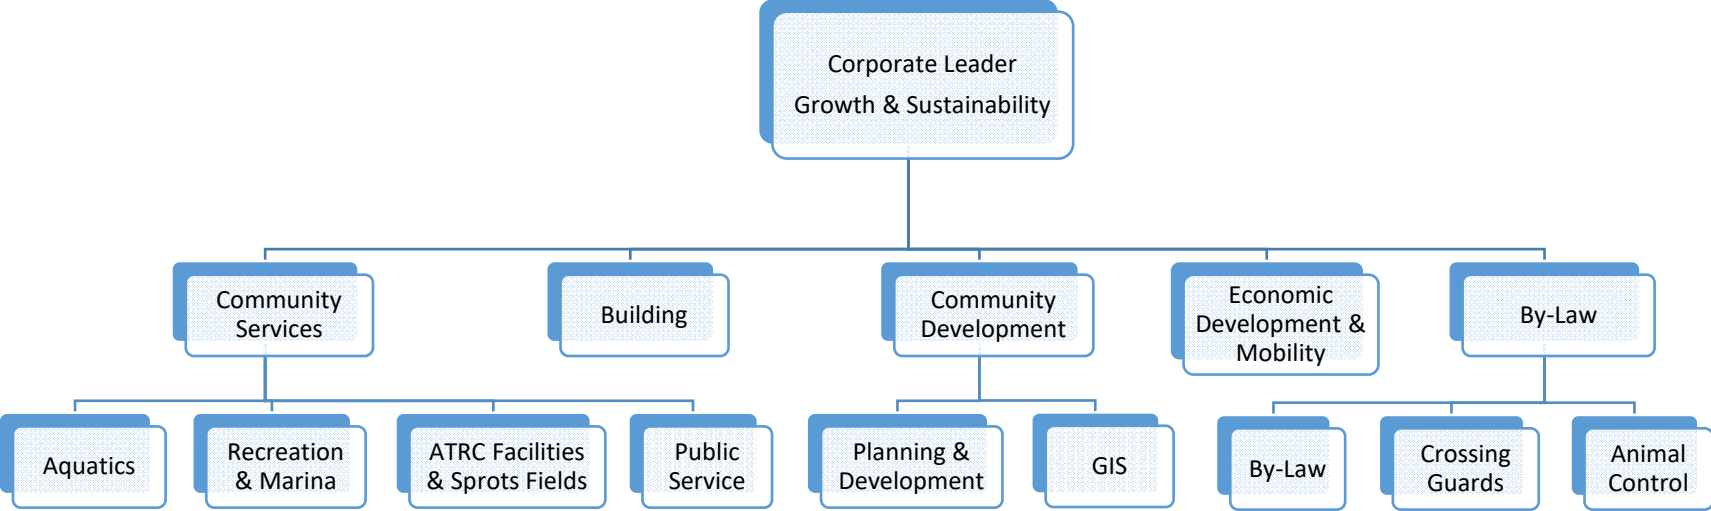 Corporate Leader
Growth & Sustainability
Community
Services
Building
Community
Development
Economic
Development &
Mobility
By-Law
Aquatics
Recreation
& Marina
ATRC Facilities
& Sprots Fields
Public
Service
Planning &
Development
GIS
By-Law
Crossing
Guards
Animal
Control